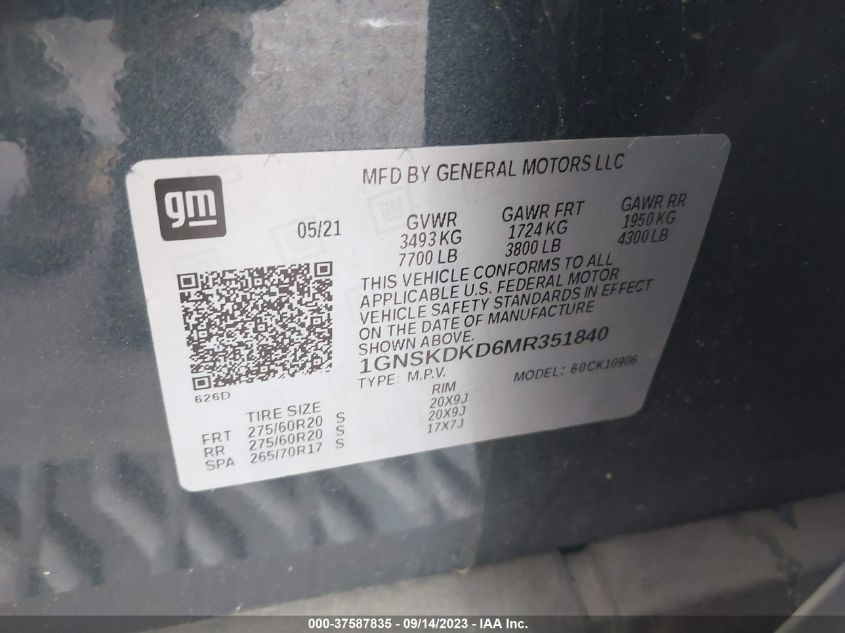 MFD BY GENERAL MOTORS LLC
gm
05/21
GVWR GAWR FRT GAWR RR
3493 KG 1724 KG 1950 KG
7700 LB 3800 LB 4300 LB
THIS VEHICLE CONFORMS TO ALL
APPLICABLE U.S. FEDERAL MOTOR
VEHICLE SAFETY STANDARDS IN EFFECT
ON THE DATE OF MANUFACTURE
SHOWN ABOVE.
1GNSKDKD6MR351840
TYPE: M.P.V. MODEL: 60CK10906
626D
TIRE SIZE RIM
FRT 275/60R20 S 20X9J
RR 275/60R20 S 20X9J
SPA 265/70R17 S 17X7J
000-37587835 - 09/14/2023 - IAA Inc.